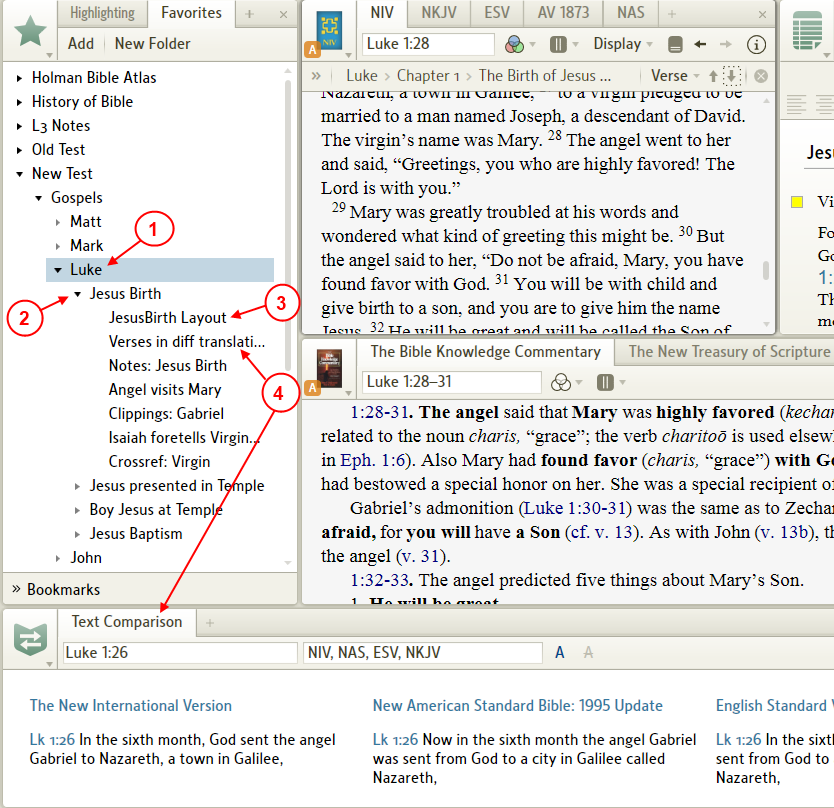 Highlighting Favorites + ×
Add New Folder
Holman Bible Atlas
History of Bible
L3 Notes
Old Test
New Test
Gospels
Matt
1
Mark
Luke
2
Jesus Birth
3
JesusBirth Layout
Verses in diff translati...
4
Notes: Jesus Birth
Angel visits Mary
Clippings: Gabriel
Isaiah foretells Virgin...
Crossref: Virgin
Jesus presented in Temple
Boy Jesus at Temple
Jesus Baptism
John
» Bookmarks
NIV NKJV ESV AV 1873 NAS + ×
NIV
A
Luke 1:28 Display
» Luke › Chapter 1 › The Birth of Jesus ... Verse
Nazareth, a town in Galilee, to a virgin pledged to be
married to a man named Joseph, a descendant of David.
The virgin’s name was Mary. 28 The angel went to her
and said, “Greetings, you who are highly favored! The
Lord is with you.”
29 Mary was greatly troubled at his words and
wondered what kind of greeting this might be. 30 But
the angel said to her, “Do not be afraid, Mary, you have
found favor with God. 31 You will be with child and
give birth to a son, and you are to give him the name
Jesus. 32 He will be great and will be called the Son of
Jesu
Vi
Fo
Go
1:
Th
mo
The Bible Knowledge Commentary The New Treasury of Scripture
A
Luke 1:28–31
1:28-31. The angel said that Mary was highly favored (kechar
related to the noun charis, “grace”; the verb charitoō is used elsewh
in Eph. 1:6). Also Mary had found favor (charis, “grace”) with Go
had bestowed a special honor on her. She was a special recipient of
Gabriel’s admonition (Luke 1:30-31) was the same as to Zechar
afraid, for you will have a Son (cf. v. 13). As with John (v. 13b), th
the angel (v. 31).
1:32-33. The angel predicted five things about Mary’s Son.
1. He will be great
Text Comparison +
Luke 1:26 NIV, NAS, ESV, NKJV A A
The New International Version New American Standard Bible: 1995 Update English Standard V
Lk 1:26 In the sixth month, God sent the angel
Gabriel to Nazareth, a town in Galilee,
Lk 1:26 Now in the sixth month the angel Gabriel
was sent from God to a city in Galilee called
Nazareth,
Lk 1:26 In the sixth
sent from God to
Nazareth,